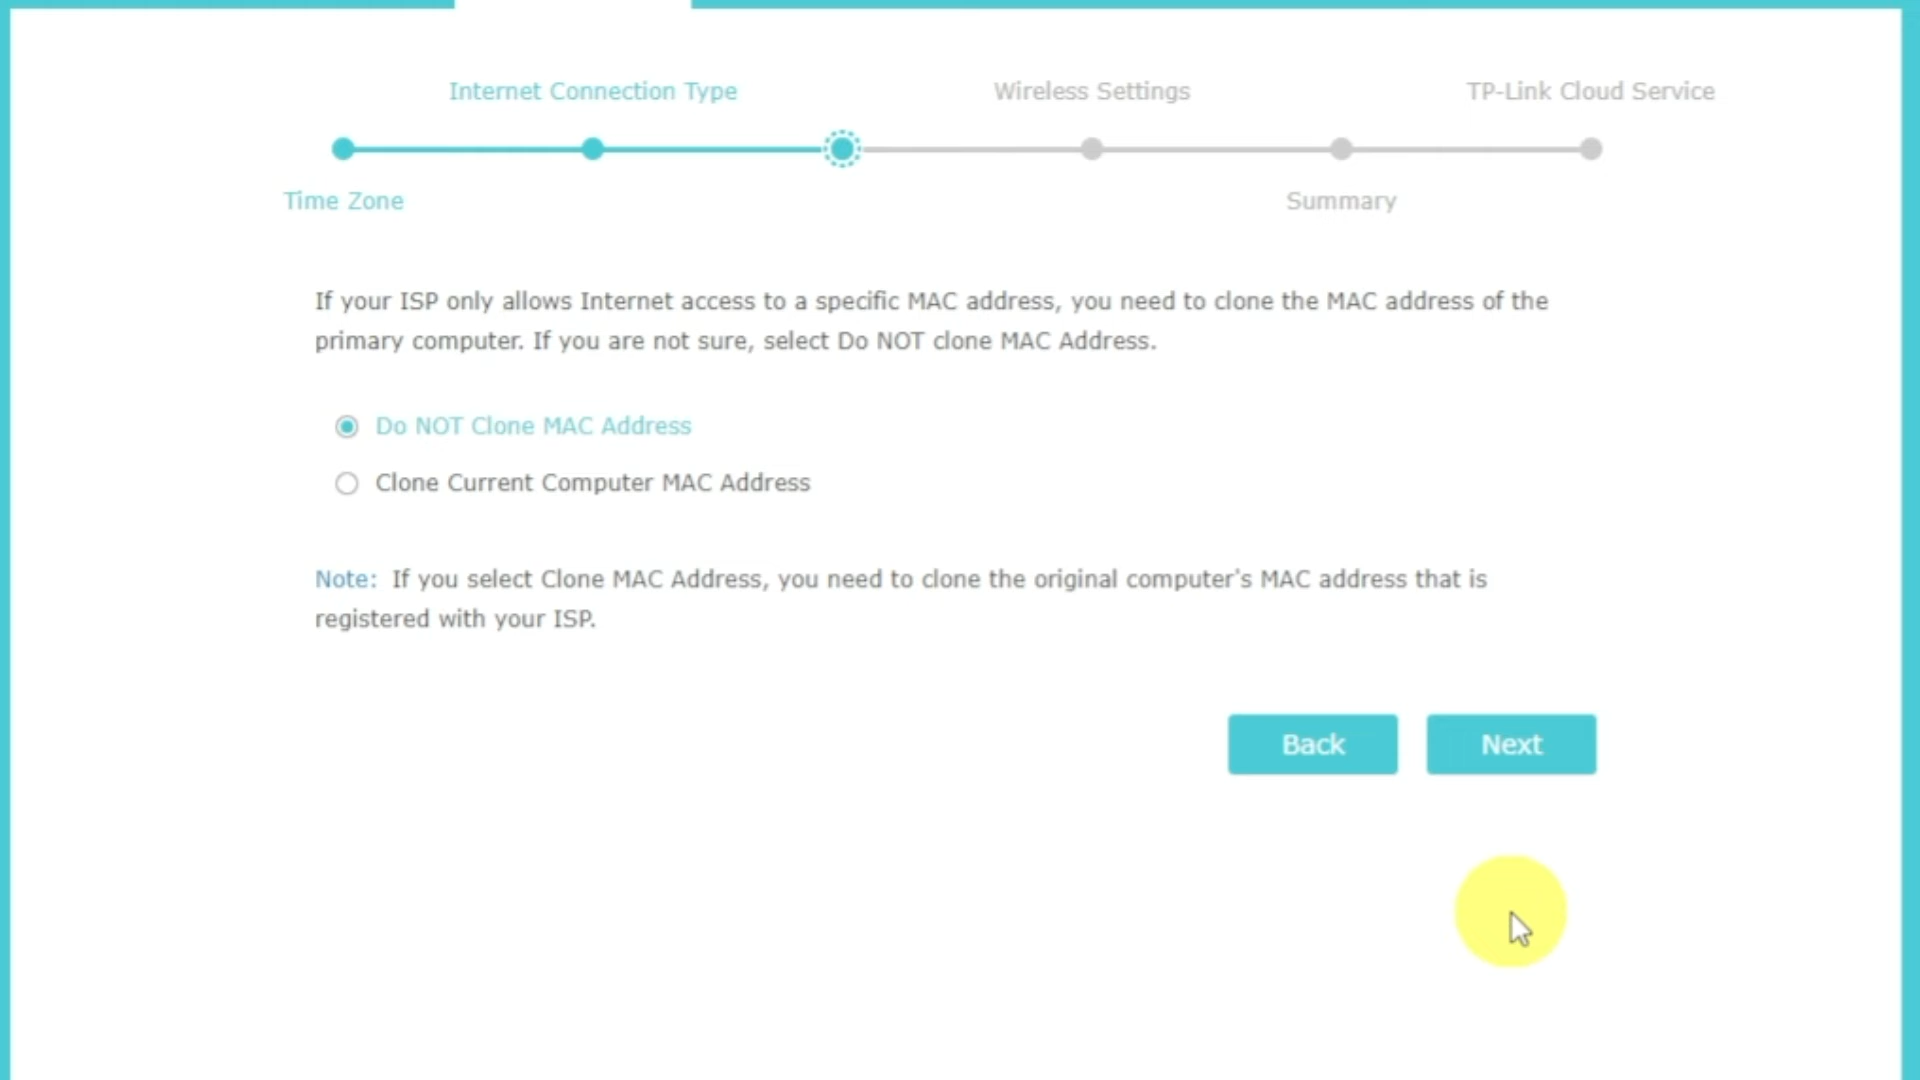 Internet Connection Type
Wireless Settings
TP-Link Cloud Service
Time Zone
Summary
If your ISP only allows Internet access to a specific MAC address, you need to clone the MAC address of the
primary computer. If you are not sure, select Do NOT clone MAC Address.
Do NOT Clone MAC Address
Clone Current Computer MAC Address
Note: If you select Clone MAC Address, you need to clone the original computer's MAC address that is
registered with your ISP.
Back
Next